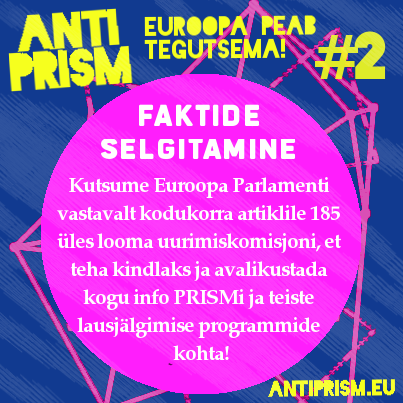 ANTI
PRISM
EUROOPA PEAB
TEGUTSEMA!
#2
FAKTIDE
SELGITAMINE
Kutsume Euroopa Parlamenti
vastavalt kodukorra artiklile 185
üles looma uurimiskomisjoni, et
teha kindlaks ja avalikustada
kogu info PRISMi ja teiste
lausjälgimise programmide
kohta!
ANTIPRISM.EU